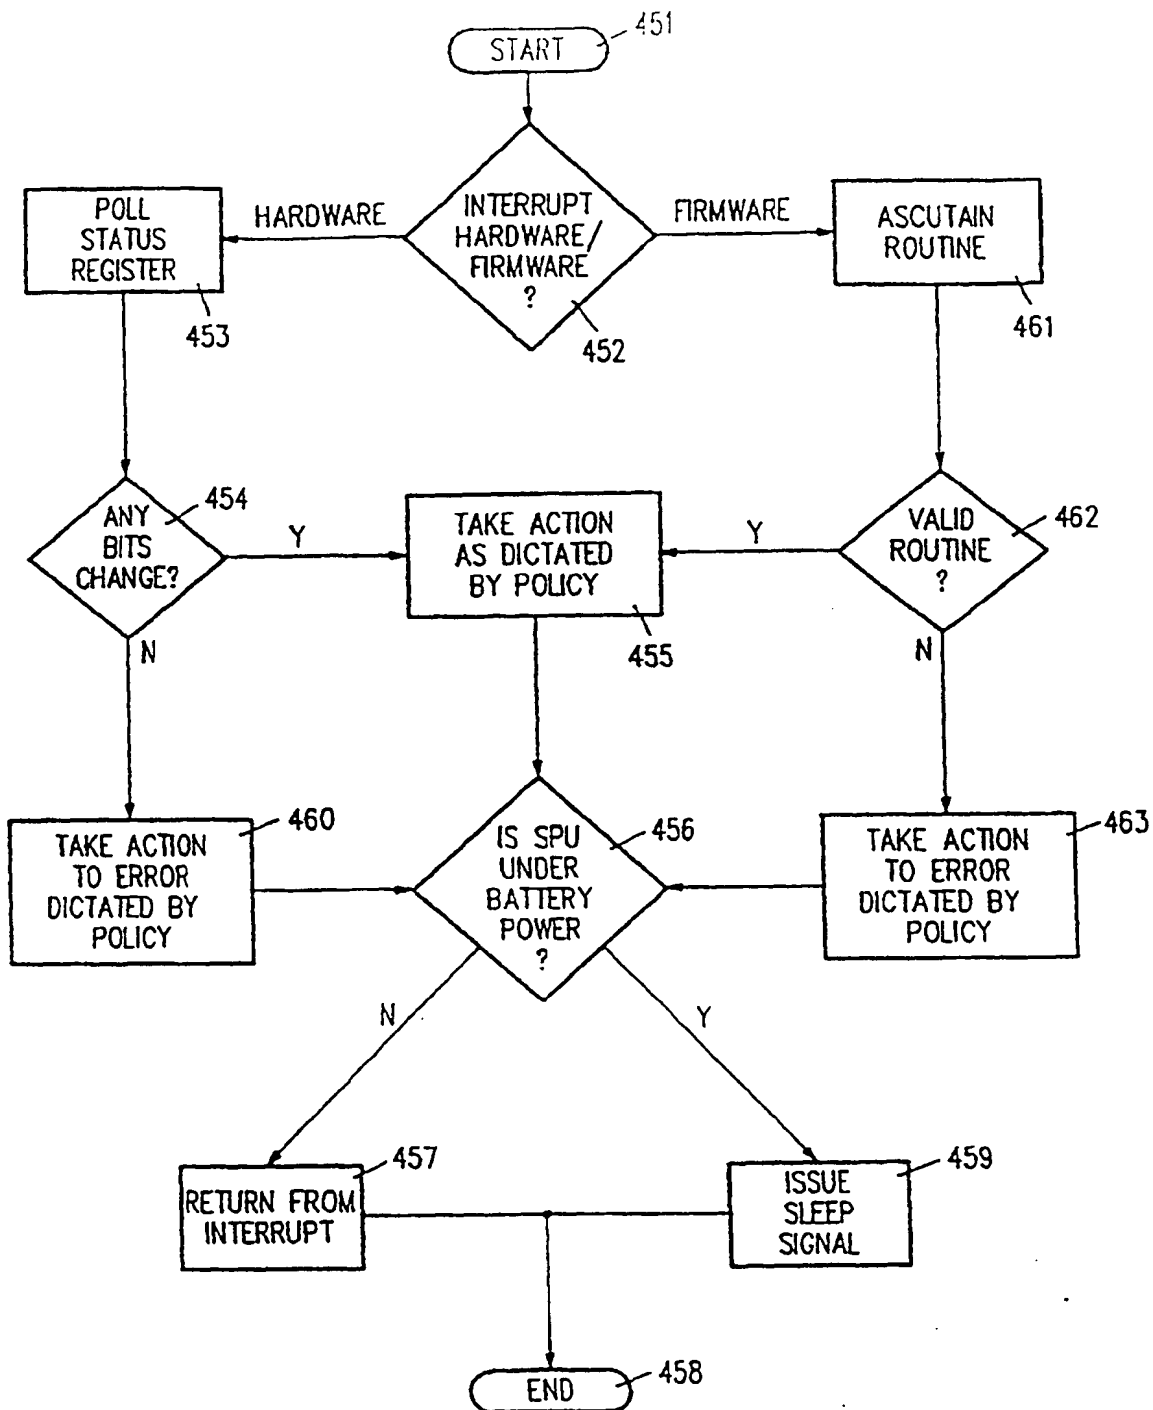 START
451
INTERRUPT
HARDWARE/
FIRMWARE
?
452
HARDWARE
FIRMWARE
POLL
STATUS
REGISTER
453
ASCUTAIN
ROUTINE
461
ANY
BITS
CHANGE?
454
Y
N
TAKE ACTION
AS DICTATED
BY POLICY
455
VALID
ROUTINE
?
462
Y
N
TAKE ACTION
TO ERROR
DICTATED BY
POLICY
460
IS SPU
UNDER
BATTERY
POWER
?
456
TAKE ACTION
TO ERROR
DICTATED BY
POLICY
463
N
Y
RETURN FROM
INTERRUPT
457
ISSUE
SLEEP
SIGNAL
459
END
458